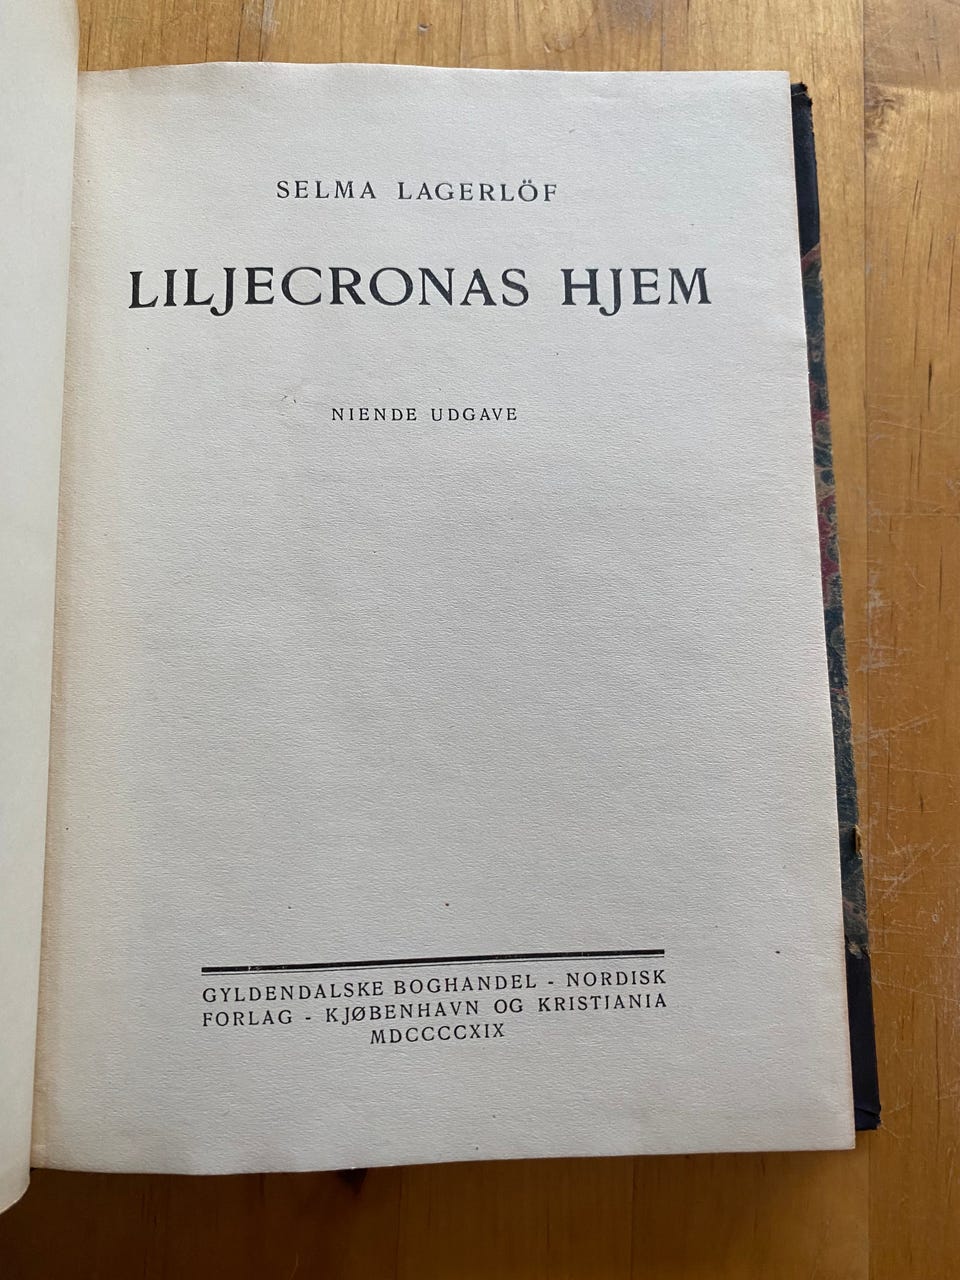 SELMA LAGERLÖF
LILJECRONAS HJEM
NIENDE UDGAVE
GYLDENDALSKE BOGHANDEL - NORDISK
FORLAG - KJØBENHAVN OG KRISTIANIA
MDCCCCXIX